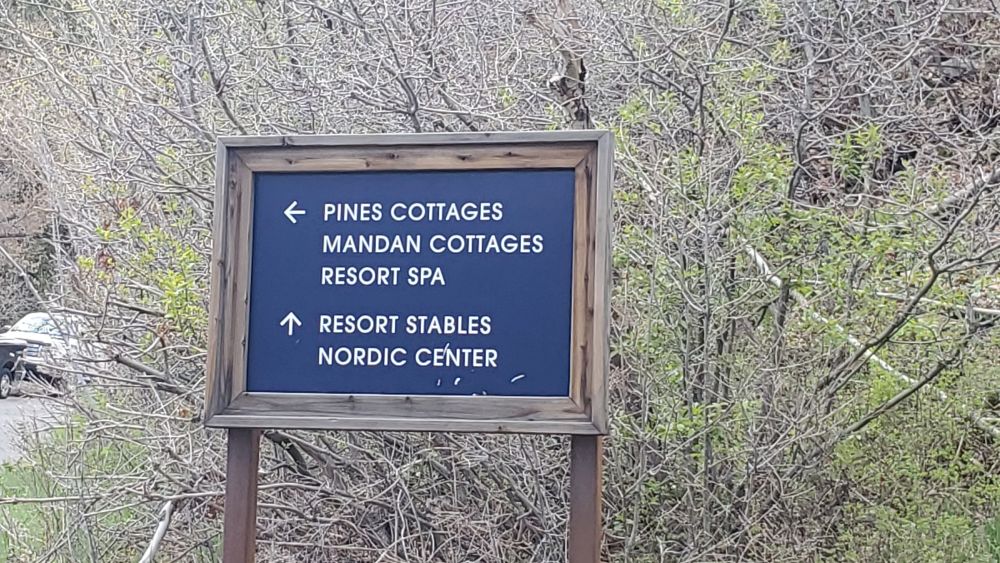 ← PINES COTTAGES
MANDAN COTTAGES
RESORT SPA
↑ RESORT STABLES
NORDIC CENTER